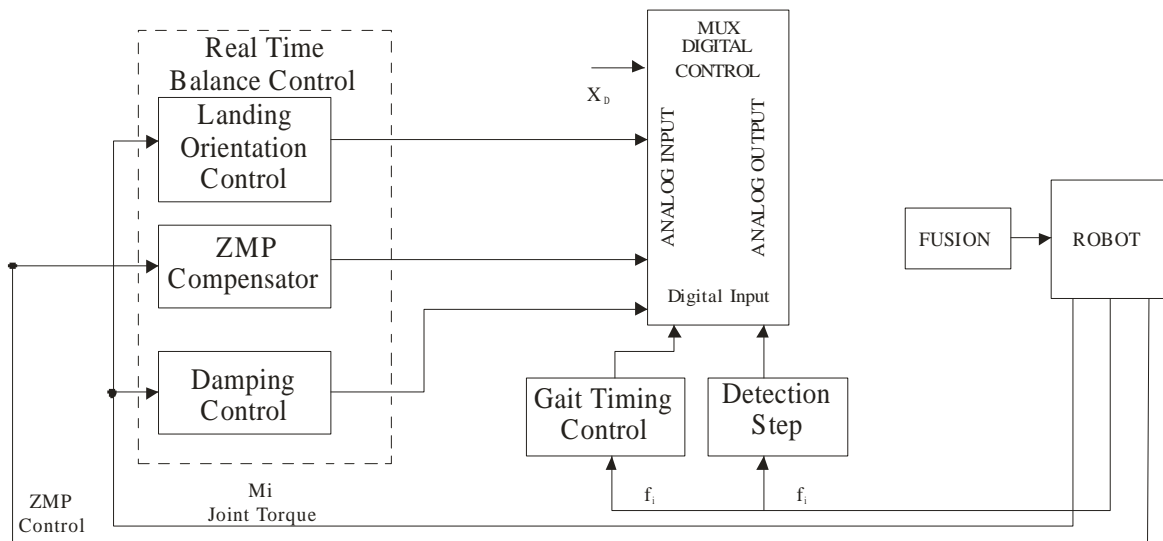 Real Time
Balance Control
Landing
Orientation
Control
ZMP
Compensator
Damping
Control
MUX
DIGITAL
CONTROL
X_D
ANALOG INPUT
ANALOG OUTPUT
Digital Input
FUSION
ROBOT
Gait Timing
Control
Detection
Step
f_i
f_i
Mi
Joint Torque
ZMP
Control